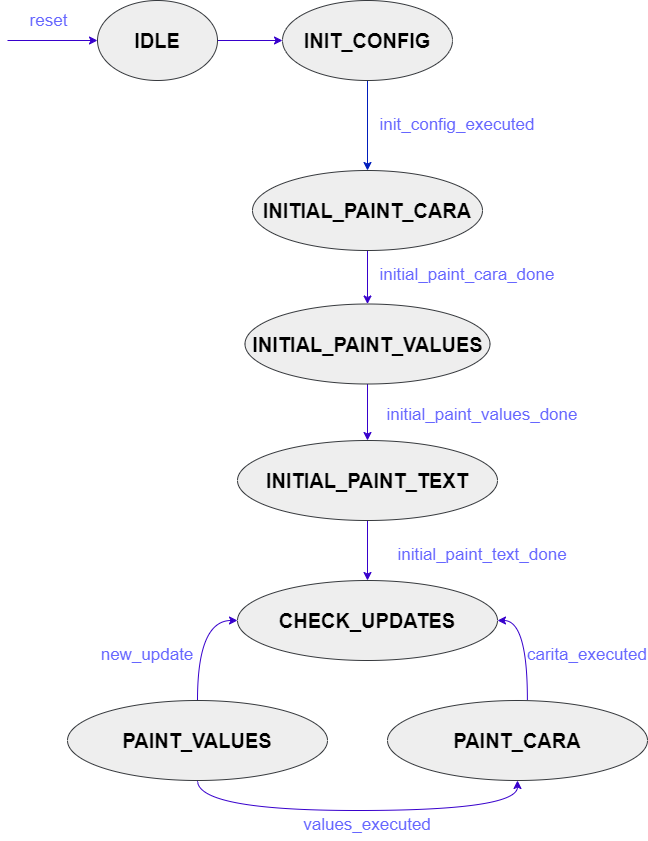 reset
IDLE
INIT_CONFIG
init_config_executed
INITIAL_PAINT_CARA
initial_paint_cara_done
INITIAL_PAINT_VALUES
initial_paint_values_done
INITIAL_PAINT_TEXT
initial_paint_text_done
CHECK_UPDATES
new_update
carita_executed
PAINT_VALUES
PAINT_CARA
values_executed